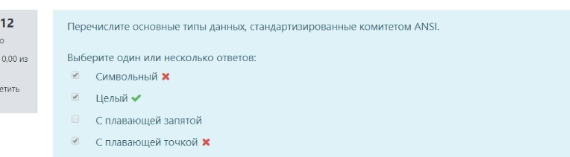 12
о
0,00 из
етить
Перечислите основные типы данных, стандартизированные комитетом ANSI.
Выберите один или несколько ответов:
Символьный
Целый
С плавающей запятой
С плавающей точкой